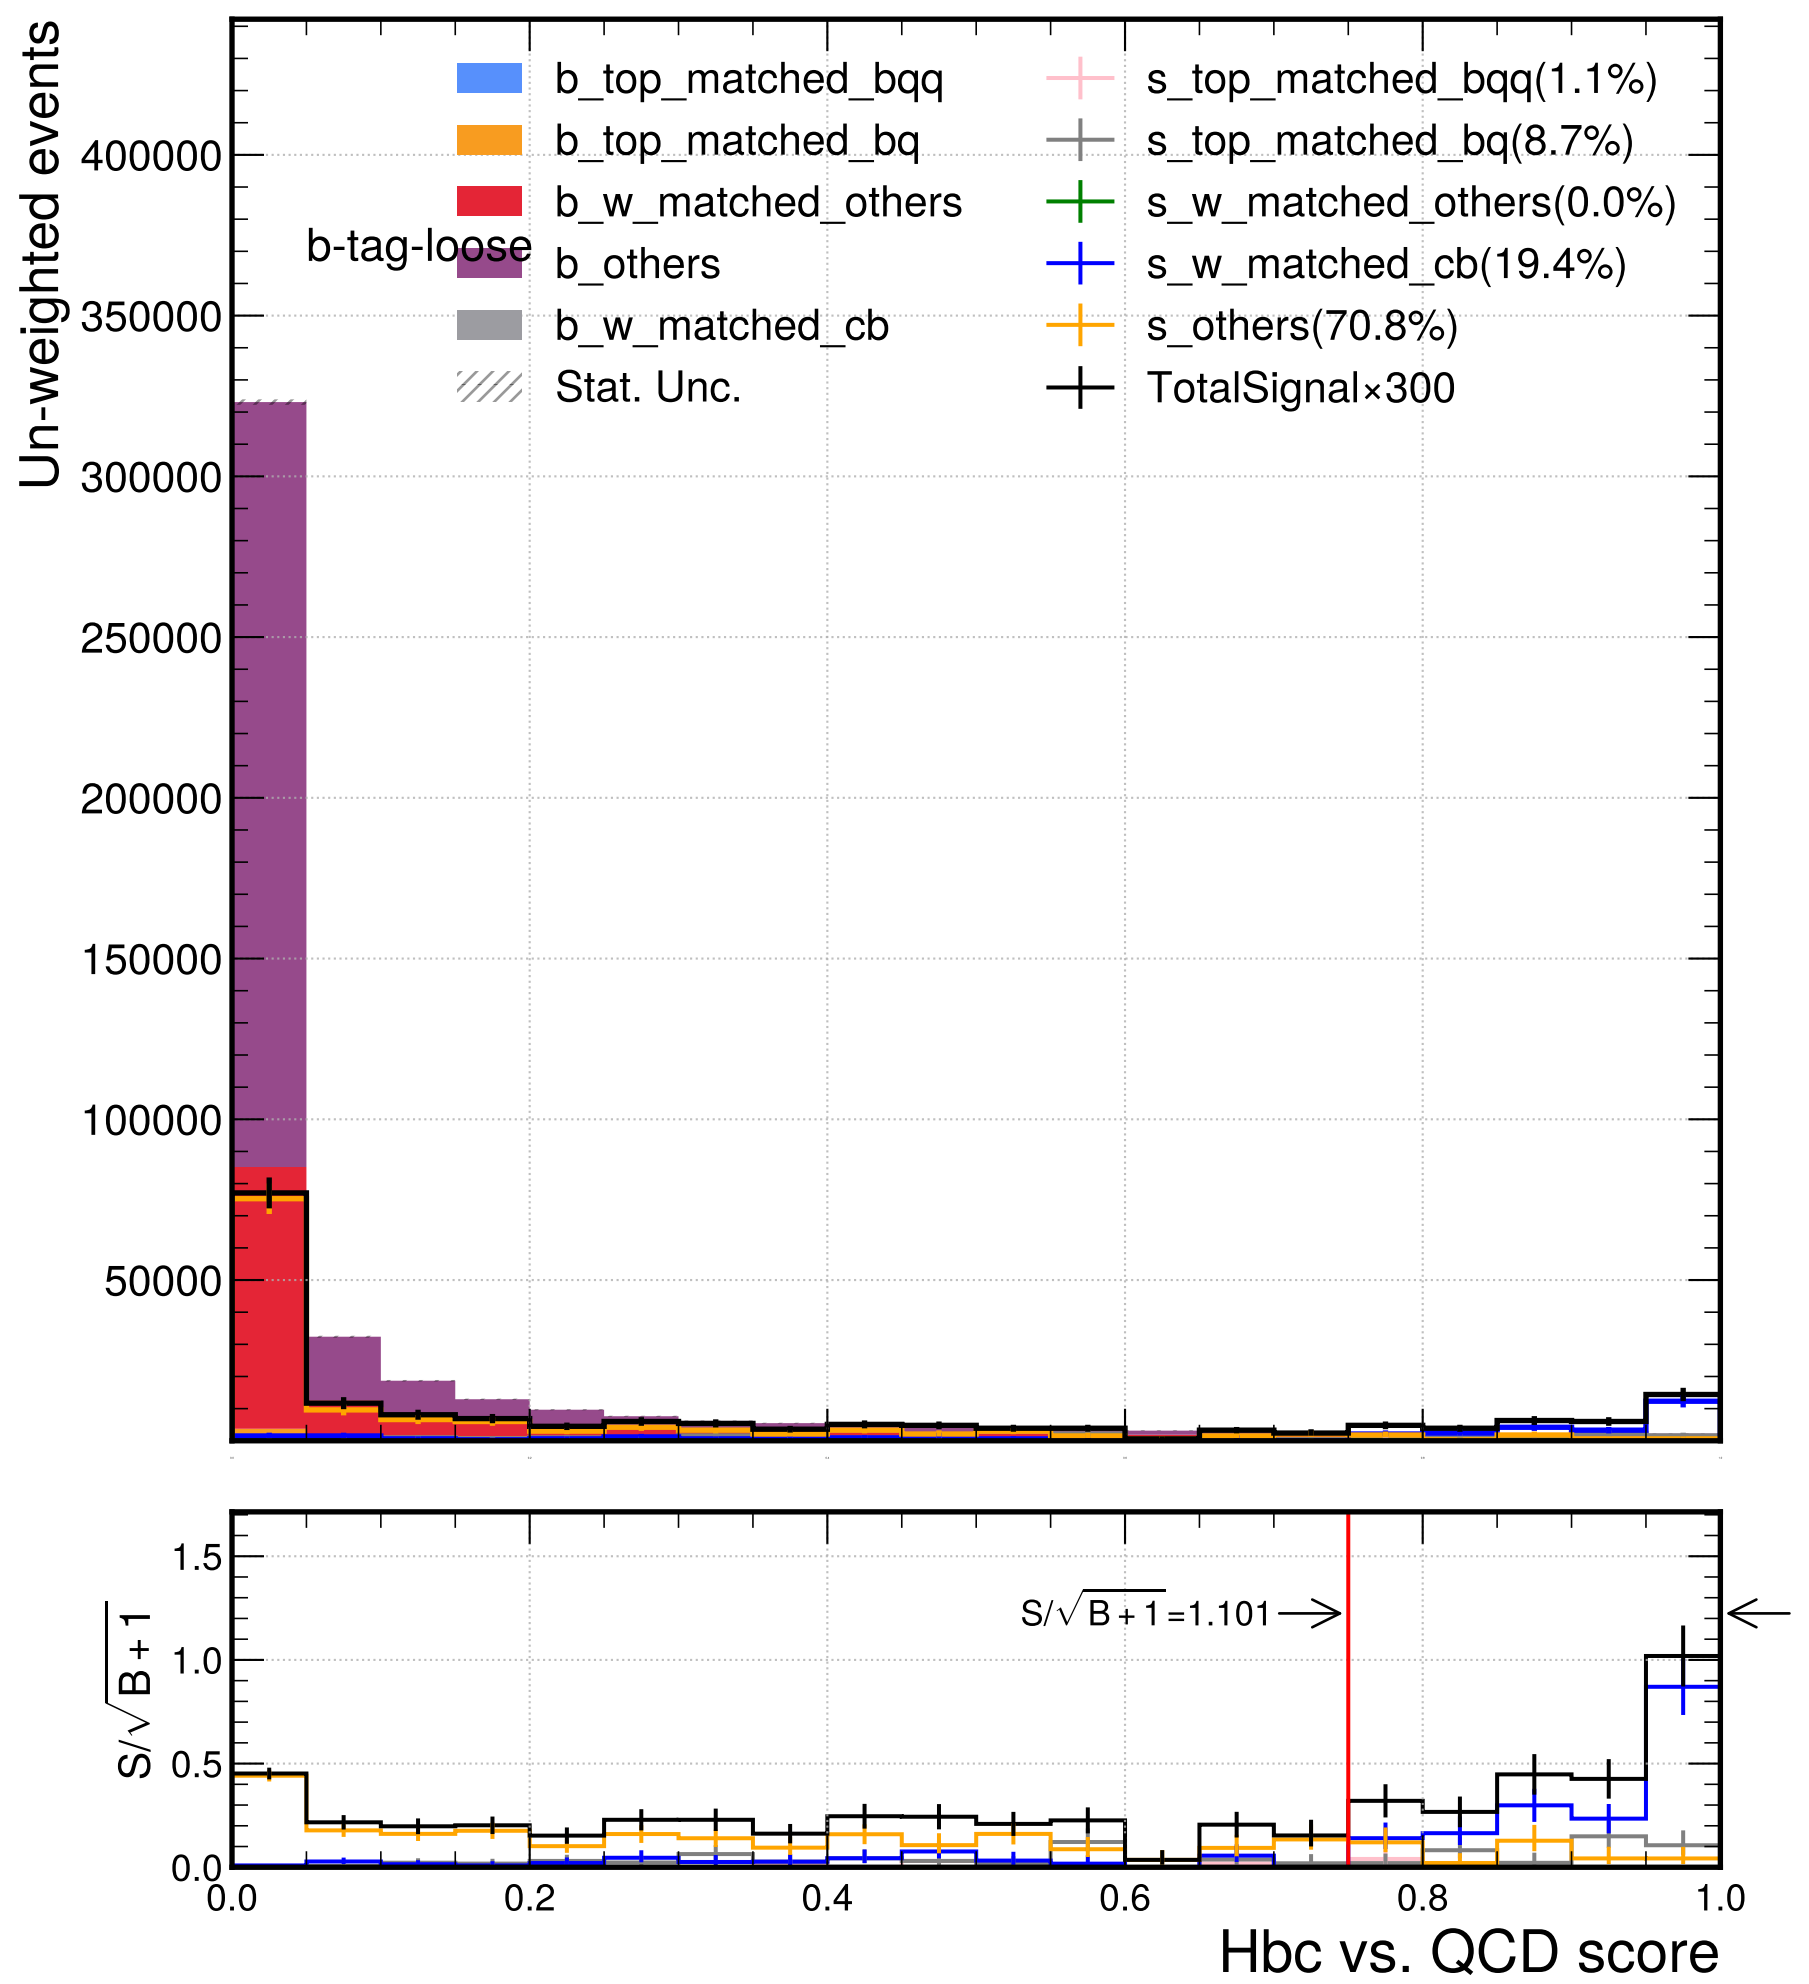 Un-weighted events
400000
350000
300000
250000
200000
150000
100000
50000
b-tag-loose
b_top_matched_bqq
b_top_matched_bq
b_w_matched_others
b_others
b_w_matched_cb
Stat. Unc.
s_top_matched_bqq(1.1%)
s_top_matched_bq(8.7%)
s_w_matched_others(0.0%)
s_w_matched_cb(19.4%)
s_others(70.8%)
TotalSignal×300
S/√B+1
1.5
1.0
0.5
0.0
S/√B+1=1.101
0.0 0.2 0.4 0.6 0.8 1.0
Hbc vs. QCD score